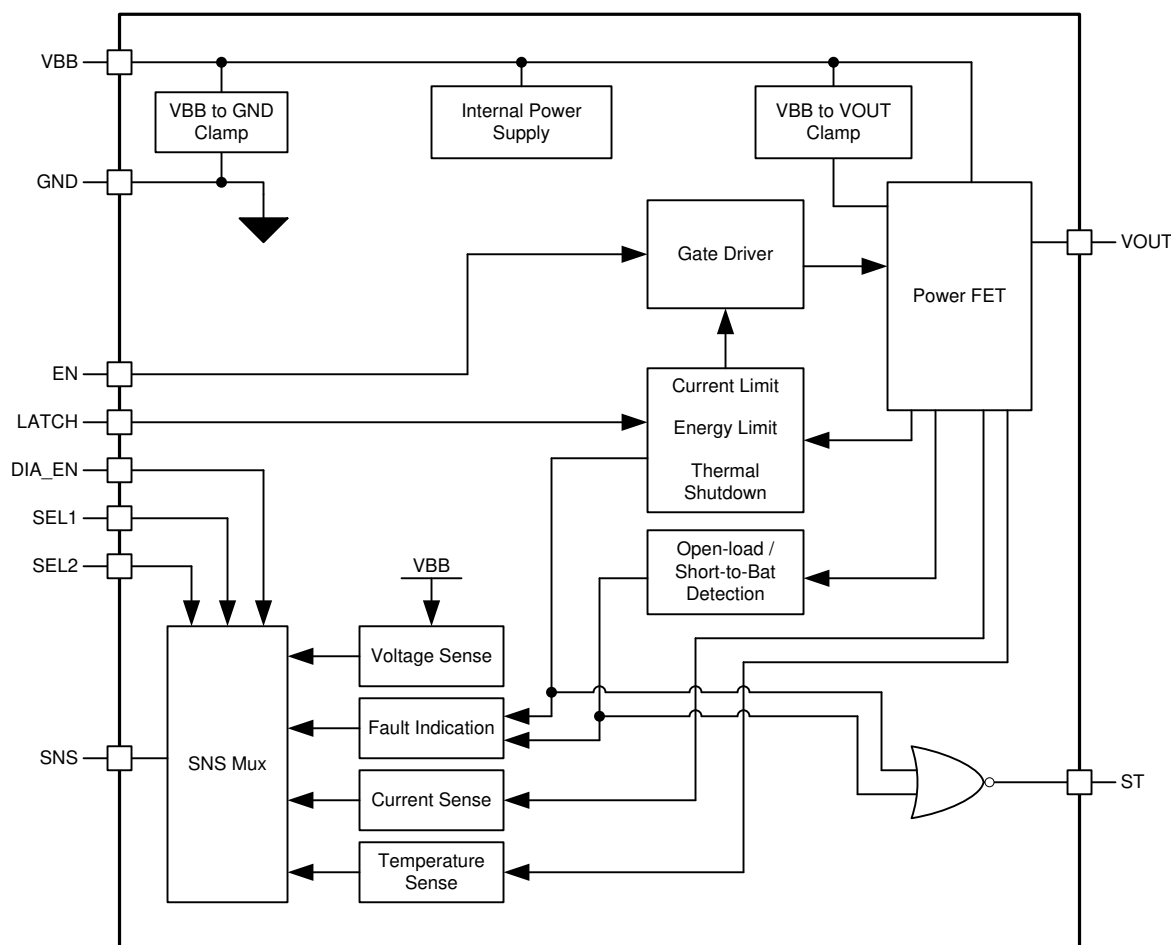 VBB
VBB to GND
Clamp
Internal Power
Supply
VBB to VOUT
Clamp
GND
Gate Driver
VOUT
Power FET
EN
Current Limit
LATCH
Energy Limit
DIA_EN
Thermal
Shutdown
SEL1
SEL2
VBB
Open-load /
Short-to-Bat
Detection
Voltage Sense
Fault Indication
SNS
SNS Mux
ST
Current Sense
Temperature
Sense